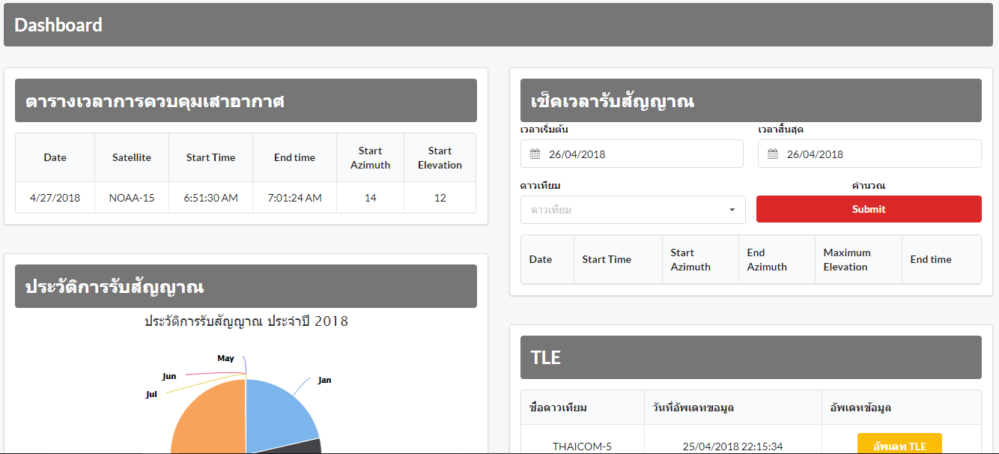 Dashboard
ตารางเวลาการควบคุมเสาอากาศ
Date Satellite Start Time End time Start Azimuth Start Elevation
4/27/2018 NOAA-15 6:51:30 AM 7:01:24 AM 14 12
ประวัติการรับสัญญาณ
ประวัติการรับสัญญาณ ประจำปี 2018
May
Jun
Jan
Jul
เช็คเวลารับสัญญาณ
เวลาเริ่มต้น เวลาสิ้นสุด
26/04/2018 26/04/2018
ดาวเทียม คำนวณ
ดาวเทียม Submit
Date Start Time Start Azimuth End Azimuth Maximum Elevation End time
TLE
ชื่อดาวเทียม วันที่อัพเดทขอมูล อัพเดทข้อมูล
THAICOM-5 25/04/2018 22:15:34 อัพเดท TLE